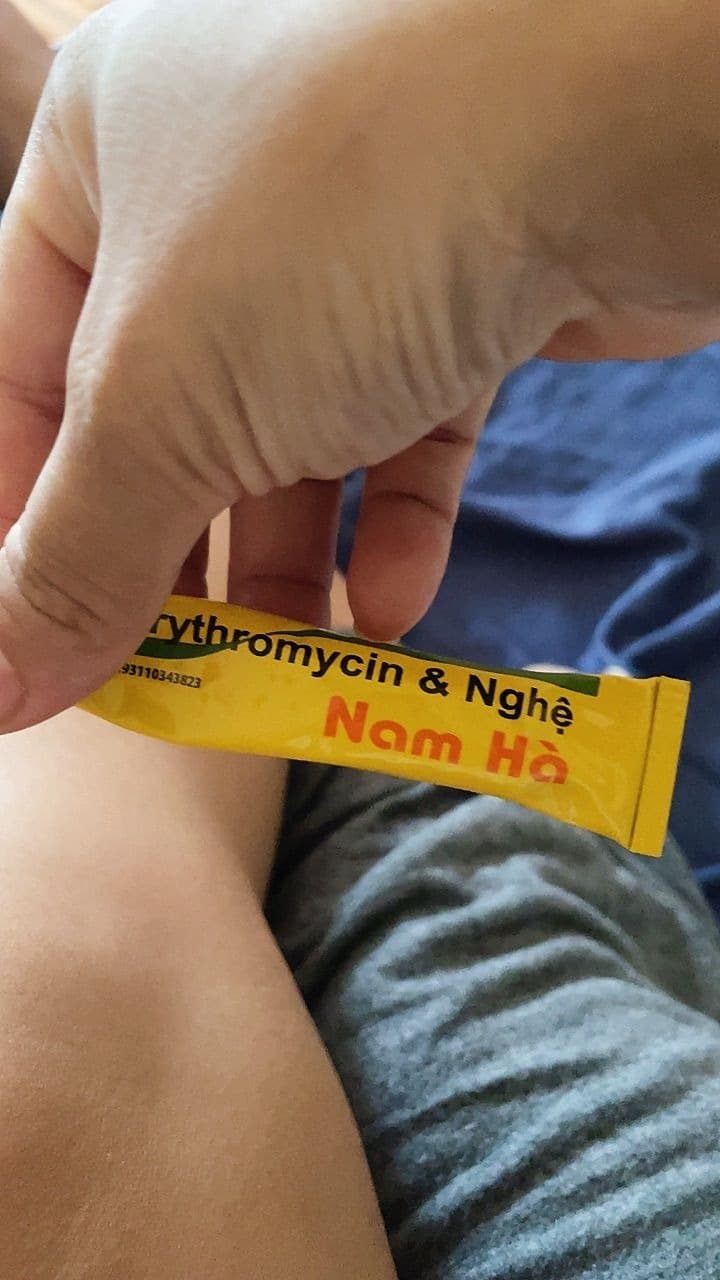 rythromycin & Nghệ
93110343823
Nam Hà